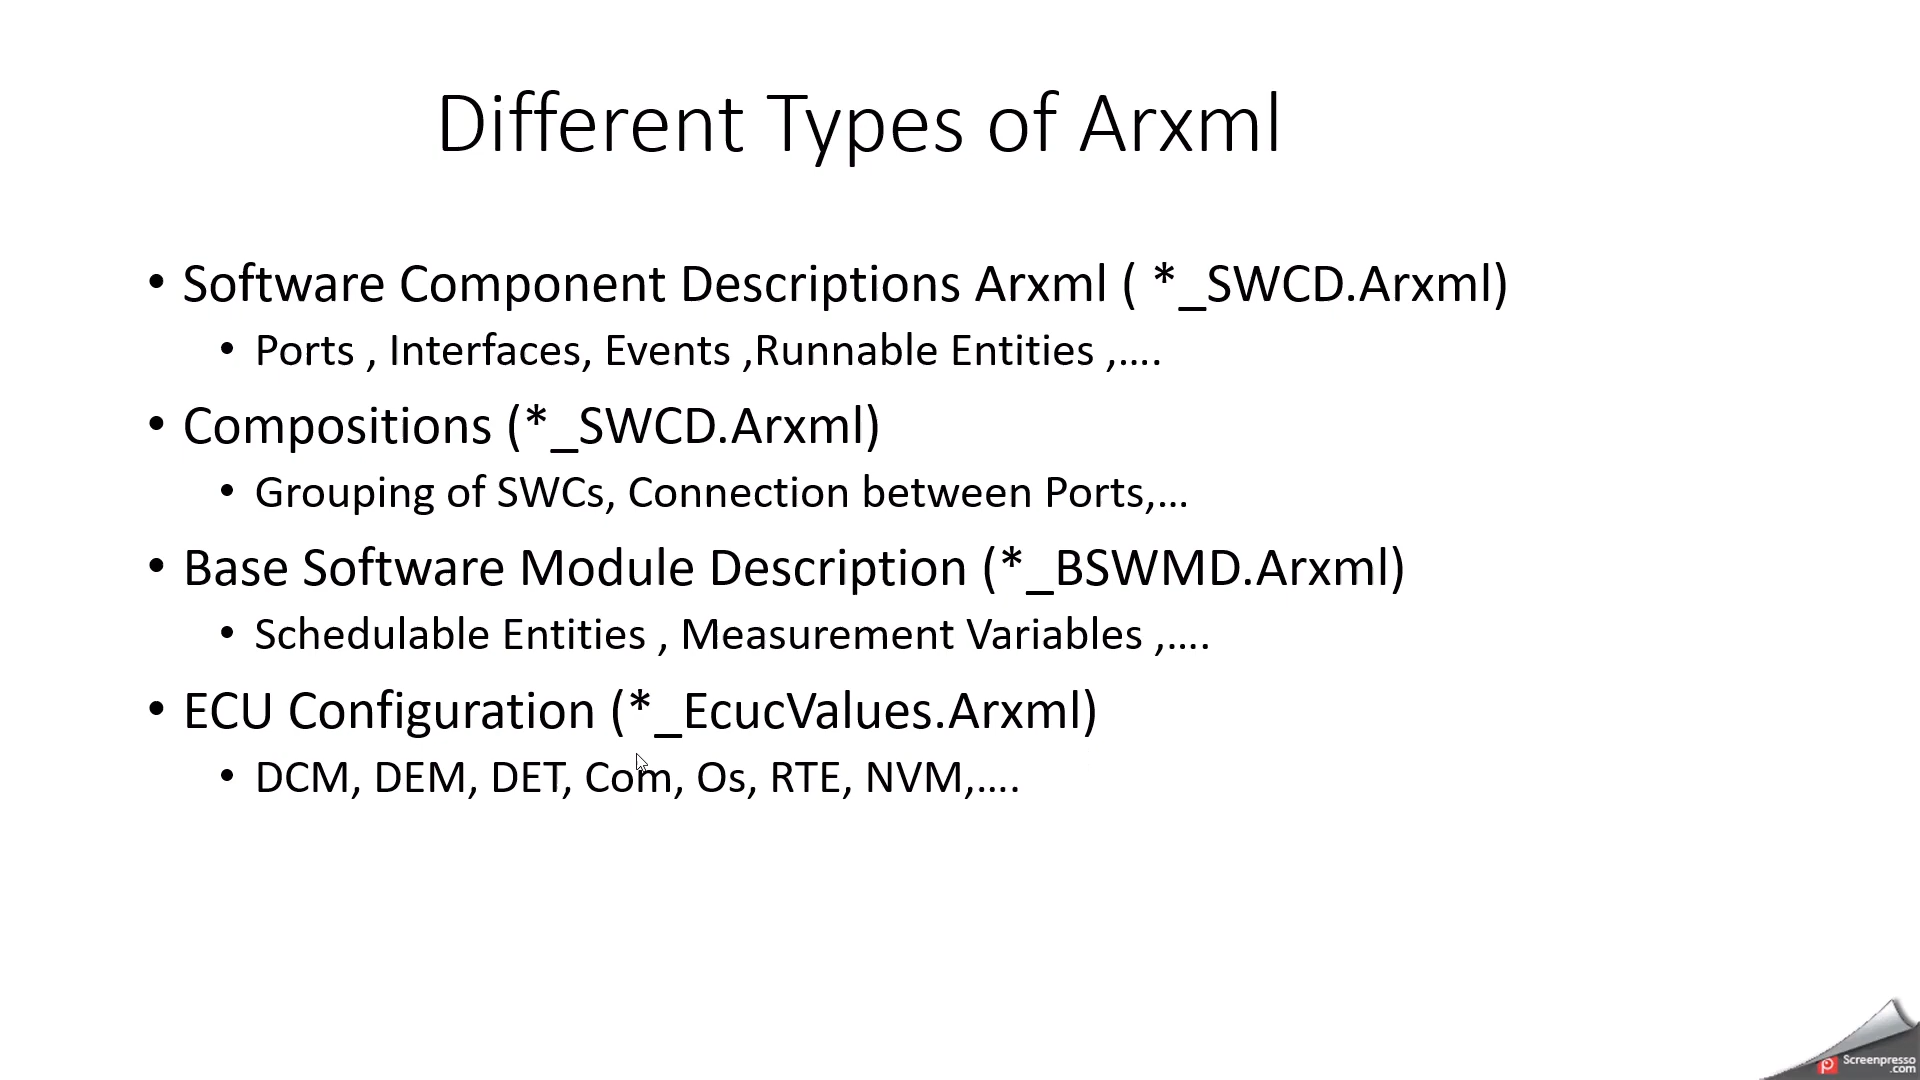 Different Types of Arxml
• Software Component Descriptions Arxml ( *_SWCD.Arxml)
• Ports , Interfaces, Events ,Runnable Entities ,....
• Compositions (*_SWCD.Arxml)
• Grouping of SWCs, Connection between Ports,...
• Base Software Module Description (*_BSWMD.Arxml)
• Schedulable Entities , Measurement Variables ,....
• ECU Configuration (*_EcucValues.Arxml)
• DCM, DEM, DET, Com, Os, RTE, NVM,....
Screenpresso
.com